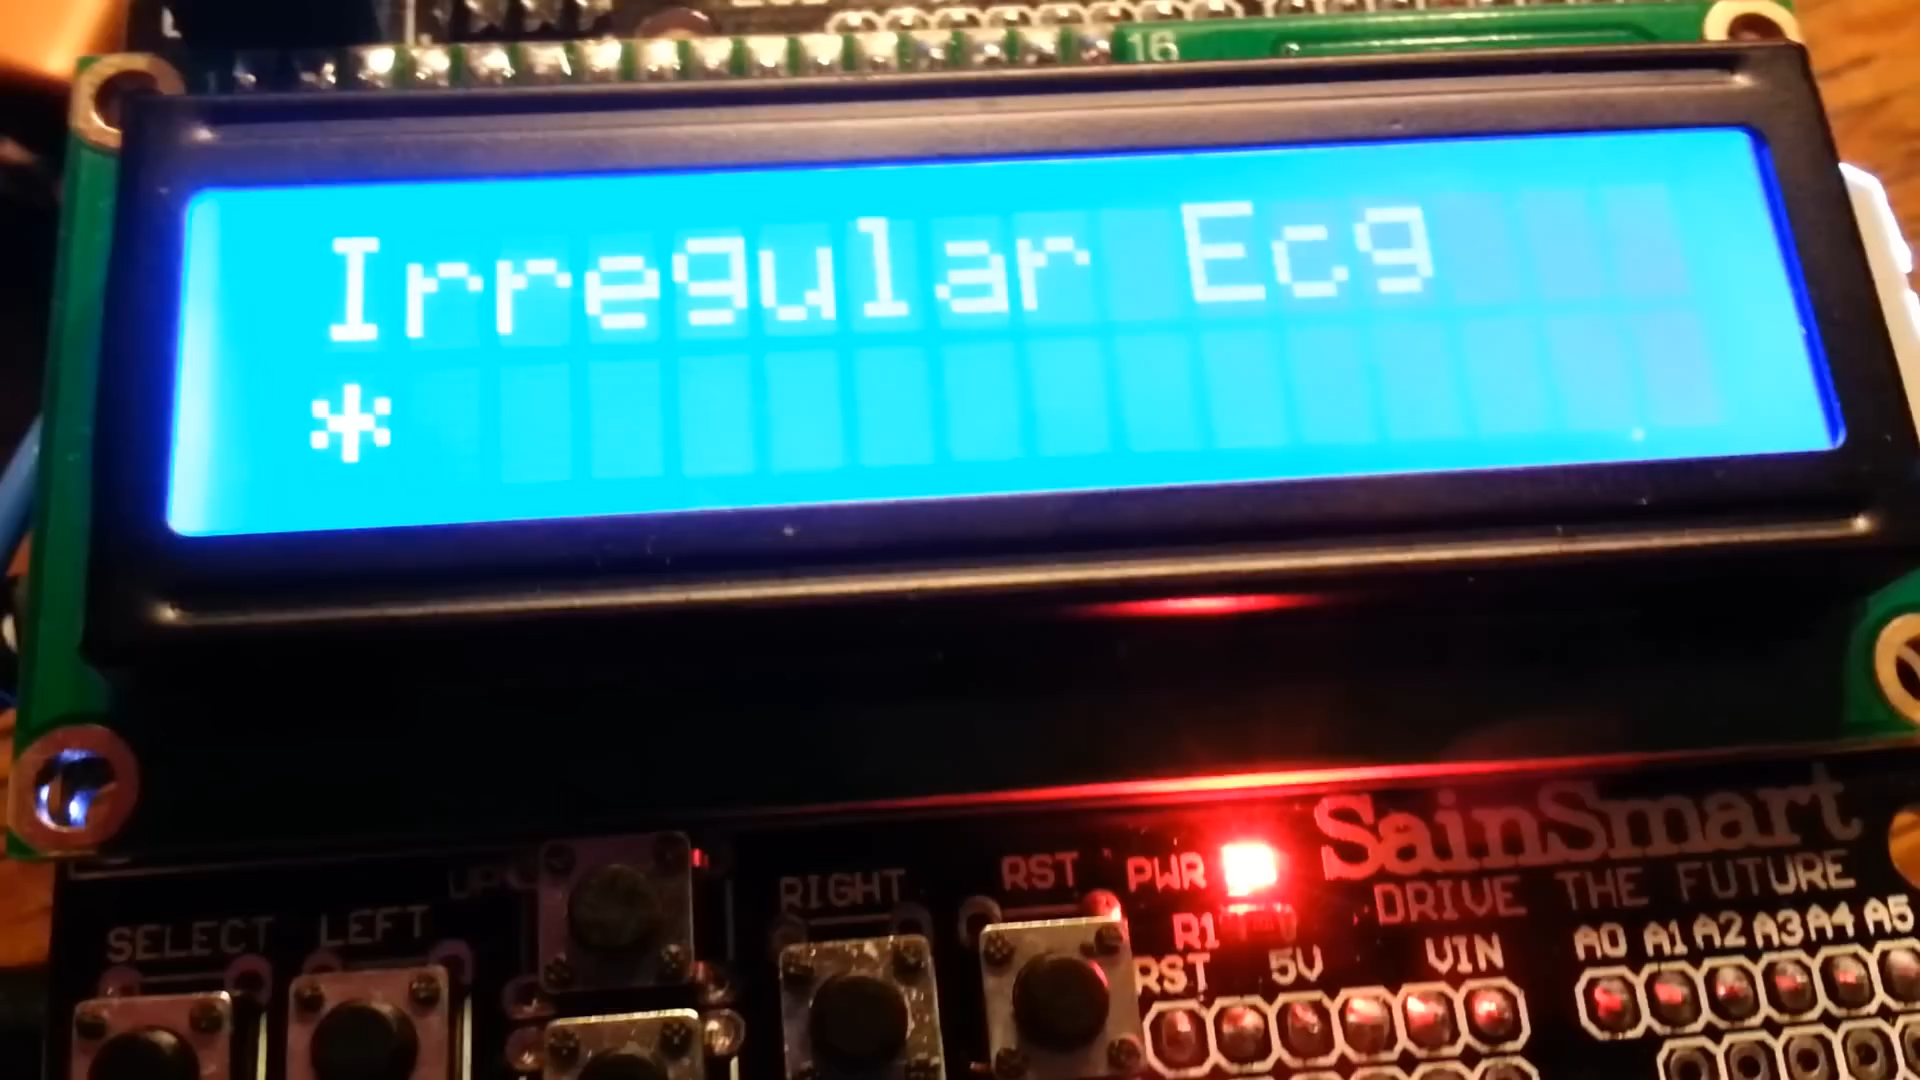 16
Irregular Ecg
*
SainSmart
DRIVE THE FUTURE
UP
RIGHT
RST
PWR
SELECT
LEFT
R1
RST
5V
VIN
A0 A1 A2 A3 A4 A5